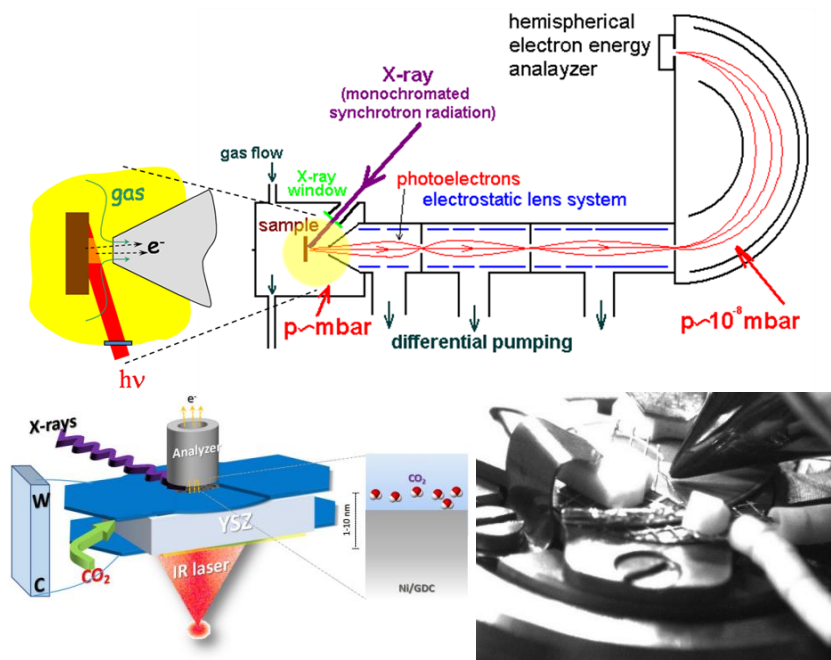 hemispherical
electron energy
analayzer
X-ray
(monochromated
synchrotron radiation)
gas flow
X-ray
window
photoelectrons
electrostatic lens system
gas
sample
e-
p~mbar
p~10⁻⁸ mbar
differential pumping
hν
e-
X-rays
Analyzer
W
C
CO₂
YSZ
IR laser
CO₂
1-10 nm
Ni/GDC